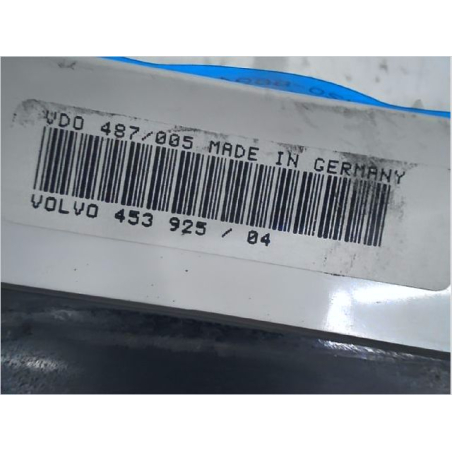 VDO 487/005 MADE IN GERMANY
VOLVO 453 925 / 04